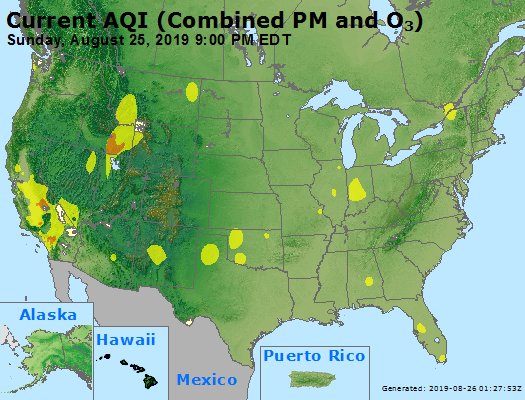 Current AQI (Combined PM and O₃)
Sunday, August 25, 2019 9:00 PM EDT
Alaska
Hawaii
Mexico
Puerto Rico
Generated: 2019-08-26 01:27:53Z